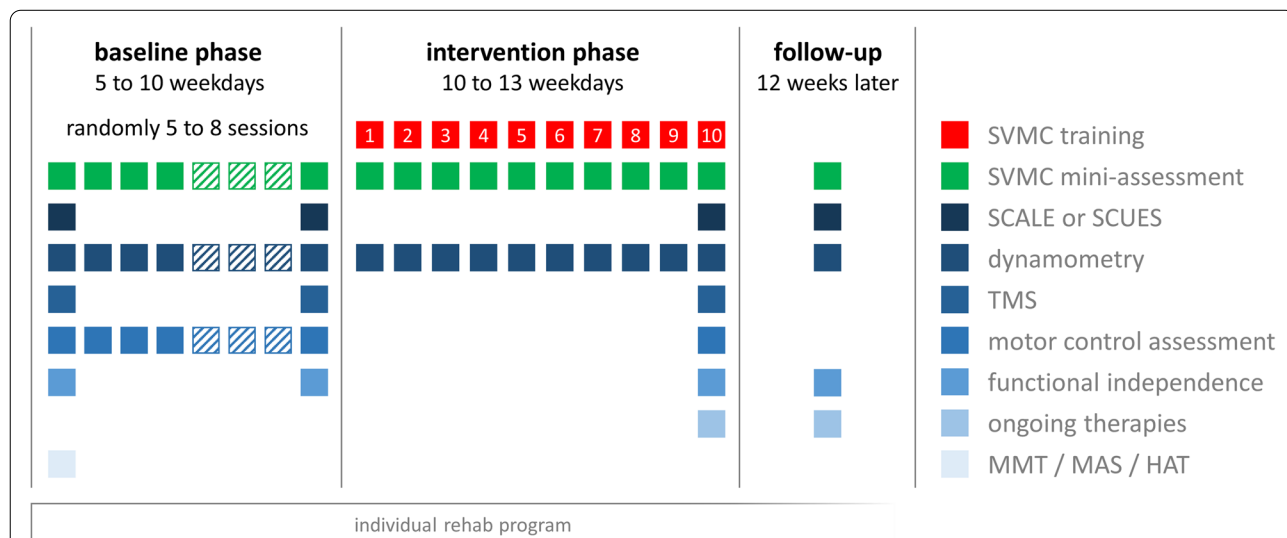 baseline phase
5 to 10 weekdays
randomly 5 to 8 sessions
intervention phase
10 to 13 weekdays
1 2 3 4 5 6 7 8 9 10
follow-up
12 weeks later
SVMC training
SVMC mini-assessment
SCALE or SCUES
dynamometry
TMS
motor control assessment
functional independence
ongoing therapies
MMT / MAS / HAT
individual rehab program